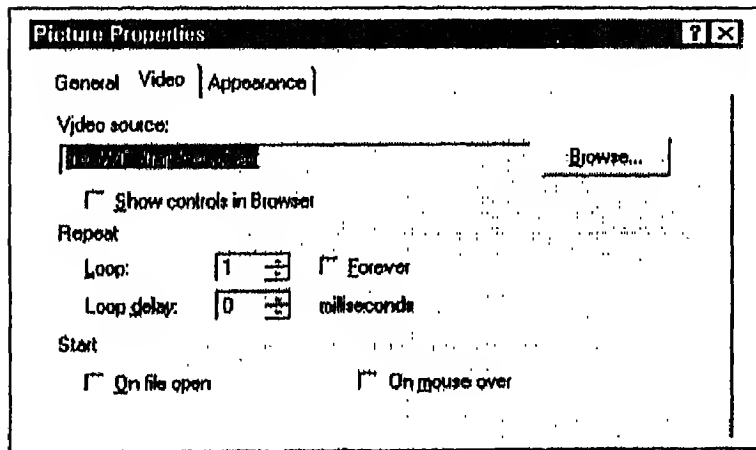 Picture Properties
General Video Appearance
Video source:
Browse...
Show controls in Browser
Repeat
Loop: 1 Forever
Loop delay: 0 milliseconds
Start
On file open On mouse over